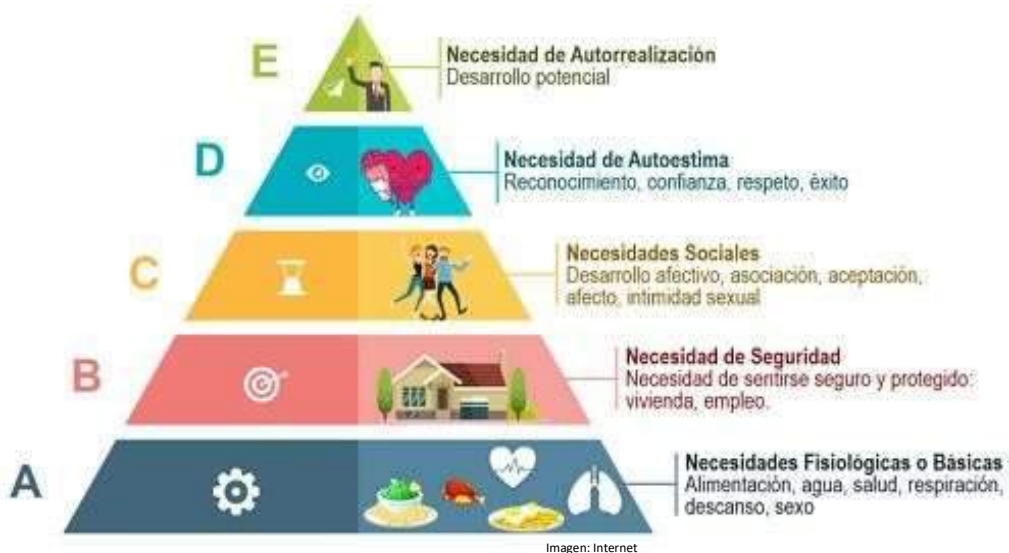 E
Necesidad de Autorrealización
Desarrollo potencial
D
Necesidad de Autoestima
Reconocimiento, confianza, respeto, éxito
C
Necesidades Sociales
Desarrollo afectivo, asociación, aceptación,
afecto, intimidad sexual
B
Necesidad de Seguridad
Necesidad de sentirse seguro y protegido:
vivienda, empleo.
A
Necesidades Fisiológicas o Básicas
Alimentación, agua, salud, respiración,
descanso, sexo
Imagen: Internet